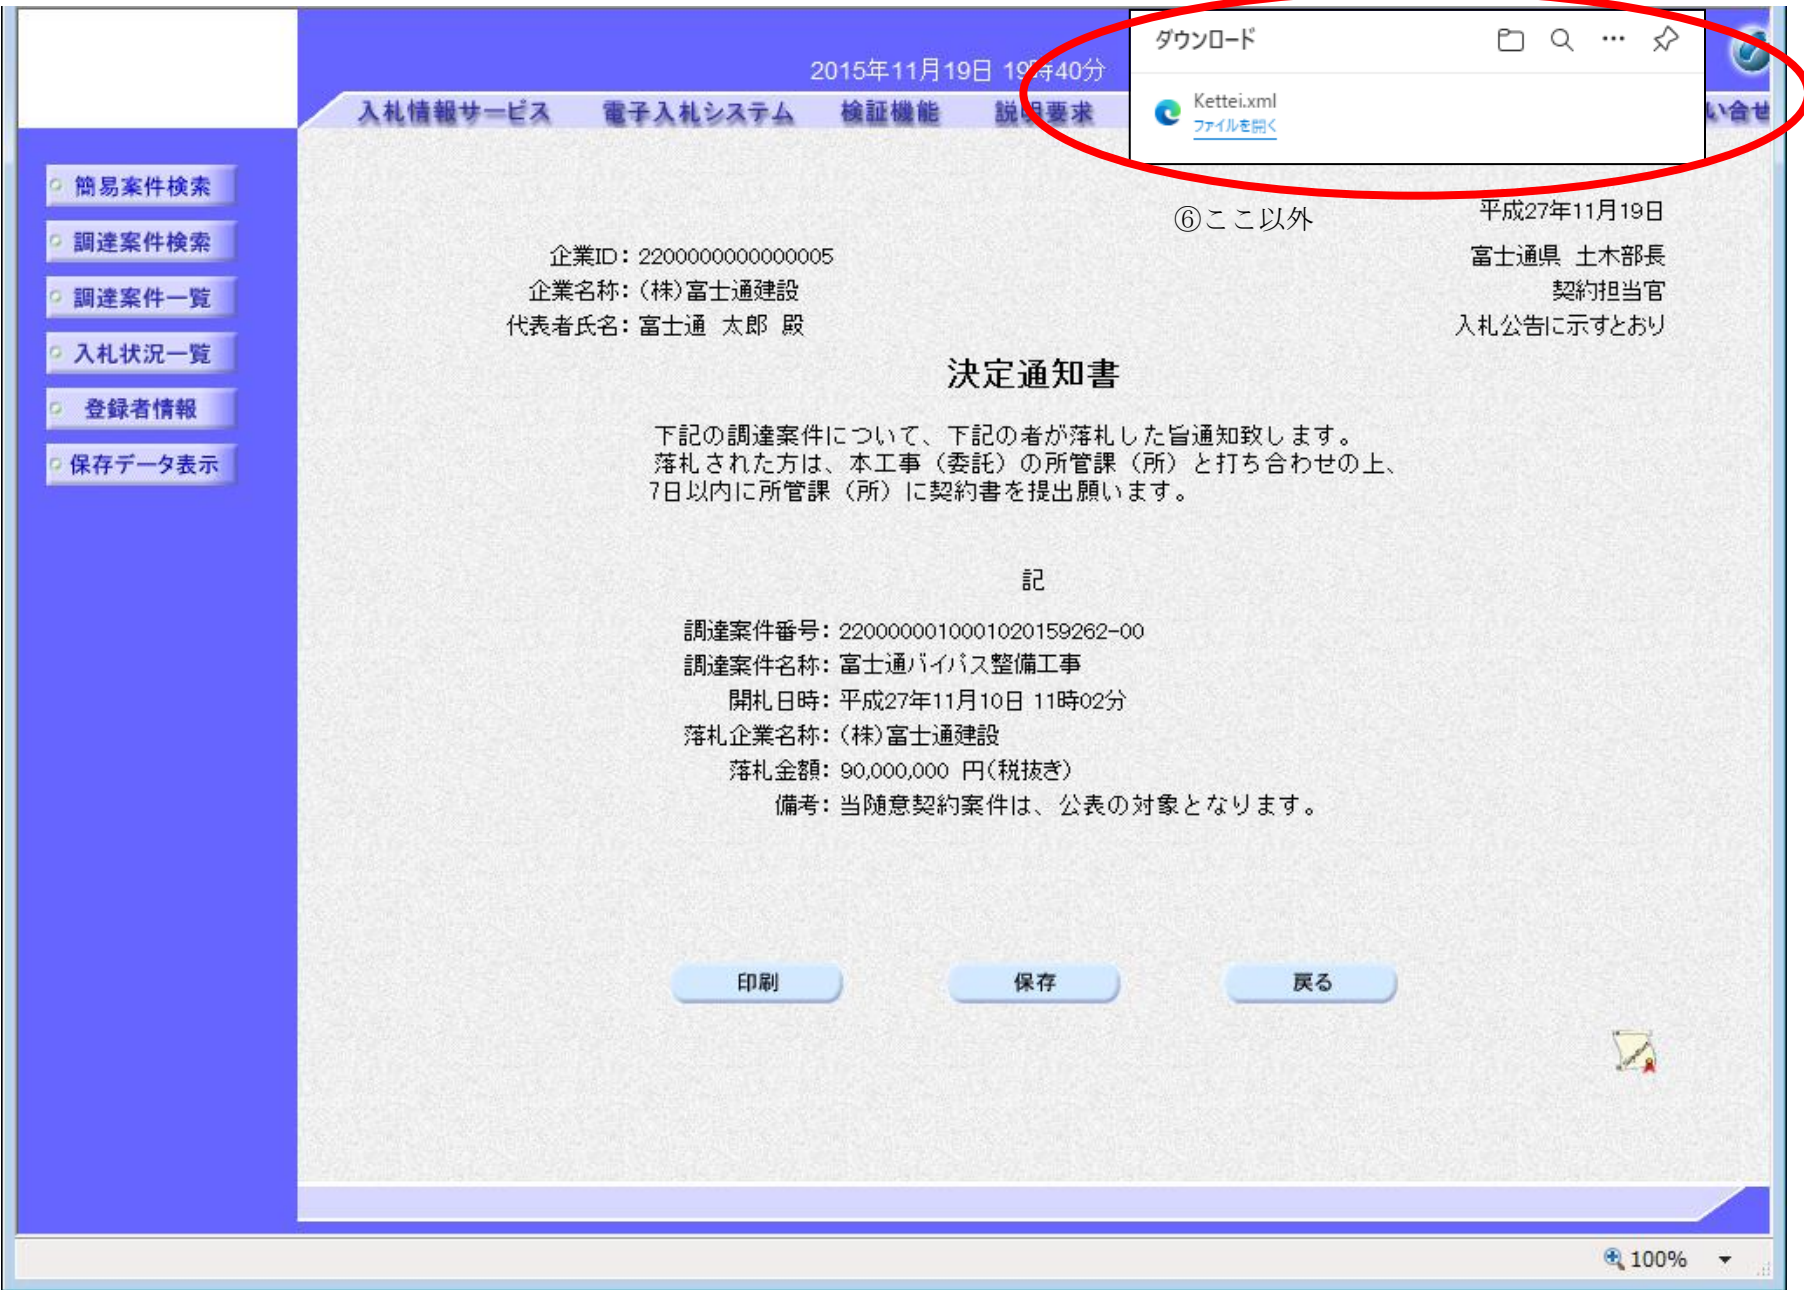 2015年11月19日 19時40分
ダウンロード
Kettei.xml
ファイルを開く
入札情報サービス 電子入札システム 検証機能 説明要求 い合せ
簡易案件検索
調達案件検索
調達案件一覧
入札状況一覧
登録者情報
保存データ表示
⑥ここ以外
平成27年11月19日
企業ID：2200000000000005
富士通県 土木部長
企業名称：(株)富士通建設
契約担当官
代表者氏名：富士通 太郎 殿
入札公告に示すとおり
決定通知書
下記の調達案件について、下記の者が落札した旨通知致します。
落札された方は、本工事（委託）の所管課（所）と打ち合わせの上、
7日以内に所管課（所）に契約書を提出願います。
記
調達案件番号：2200000010001020159262-00
調達案件名称：富士通バイパス整備工事
開札日時：平成27年11月10日 11時02分
落札企業名称：(株)富士通建設
落札金額：90,000,000 円(税抜き)
備考：当随意契約案件は、公表の対象となります。
印刷 保存 戻る
100%